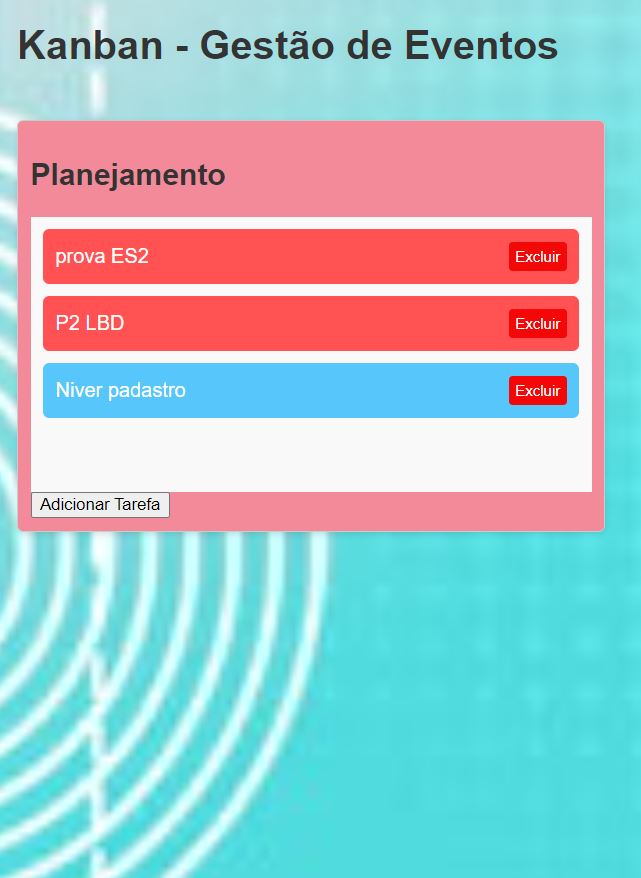 Kanban - Gestão de Eventos
Planejamento
prova ES2 Excluir
P2 LBD Excluir
Niver padastro Excluir
Adicionar Tarefa